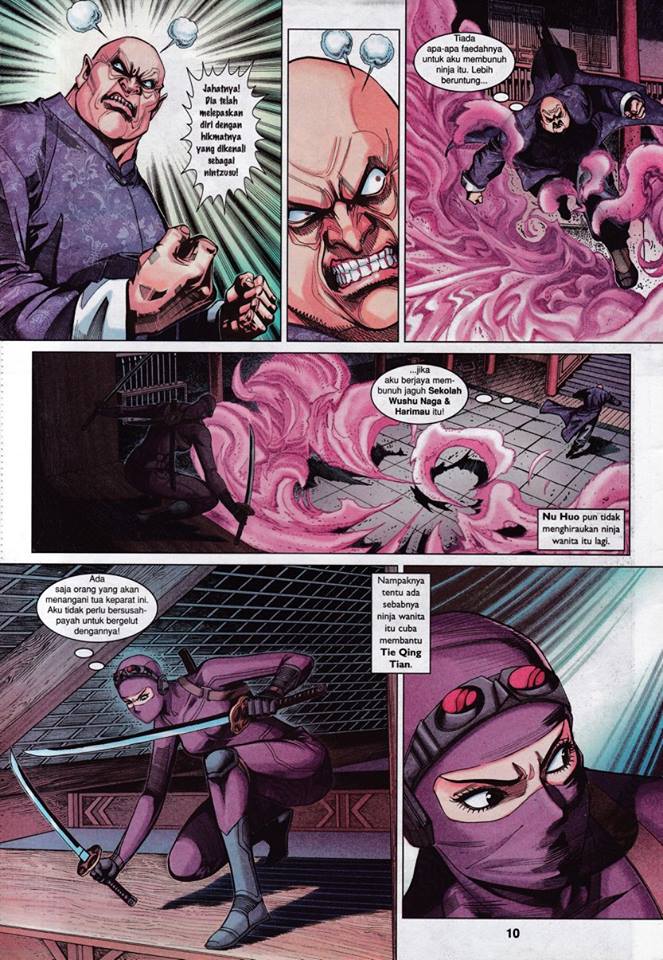 Jahatnya!
Dia telah
melepaskan
diri dengan
hikmatnya
yang dikenali
sebagai
nintzusu!
Tiada
apa-apa faedahnya
untuk aku membunuh
ninja itu. Lebih
beruntung...
...jika
aku berjaya mem-
bunuh jaguh Sekolah
Wushu Naga &
Harimau itu!
Nu Huo pun tidak
menghiraukan ninja
wanita itu lagi.
Ada
saja orang yang akan
menangani tua keparat ini.
Aku tidak perlu bersusah-
payah untuk bergelut
dengannya!
Nampaknya
tentu ada
sebabnya
ninja wanita
itu cuba
membantu
Tie Qing
Tian.
10